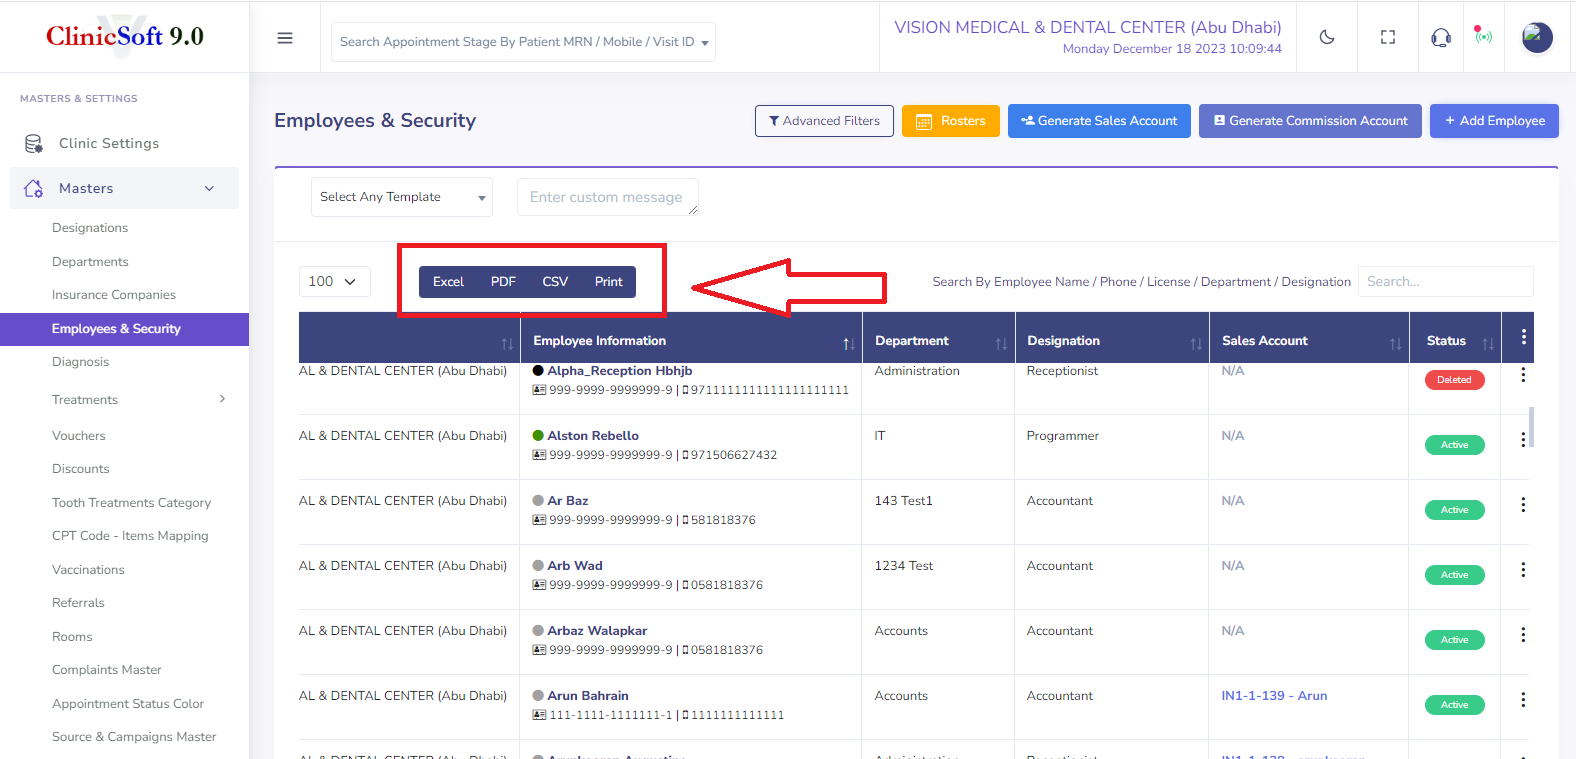 ClinicSoft 9.0
Search Appointment Stage By Patient MRN / Mobile / Visit ID
VISION MEDICAL & DENTAL CENTER (Abu Dhabi)
Monday December 18 2023 10:09:44
MASTERS & SETTINGS
Clinic Settings
Masters
Designations
Departments
Insurance Companies
Employees & Security
Diagnosis
Treatments
Vouchers
Discounts
Tooth Treatments Category
CPT Code - Items Mapping
Vaccinations
Referrals
Rooms
Complaints Master
Appointment Status Color
Source & Campaigns Master
Employees & Security
Advanced Filters
Rosters
Generate Sales Account
Generate Commission Account
+ Add Employee
Select Any Template
Enter custom message
100
Excel PDF CSV Print
Search By Employee Name / Phone / License / Department / Designation
Search...
Employee Information Department Designation Sales Account Status
AL & DENTAL CENTER (Abu Dhabi) Alpha_Reception Hbhjb Administration Receptionist N/A Deleted
999-9999-9999999-9 |
AL & DENTAL CENTER (Abu Dhabi) Alston Rebello IT Programmer N/A Active
999-9999-9999999-9 | 971506627432
AL & DENTAL CENTER (Abu Dhabi) Ar Baz 143 Test1 Accountant N/A Active
999-9999-9999999-9 | 581818376
AL & DENTAL CENTER (Abu Dhabi) Arb Wad 1234 Test Accountant N/A Active
999-9999-9999999-9 | 0581818376
AL & DENTAL CENTER (Abu Dhabi) Arbaz Walapkar Accounts Accountant N/A Active
999-9999-9999999-9 | 0581818376
AL & DENTAL CENTER (Abu Dhabi) Arun Bahrain Accounts Accountant IN1-1-139 - Arun Active
111-1111-1111111-1 | 1111111111111
AL & DENTAL CENTER (Abu Dhabi) Administration Receptionist